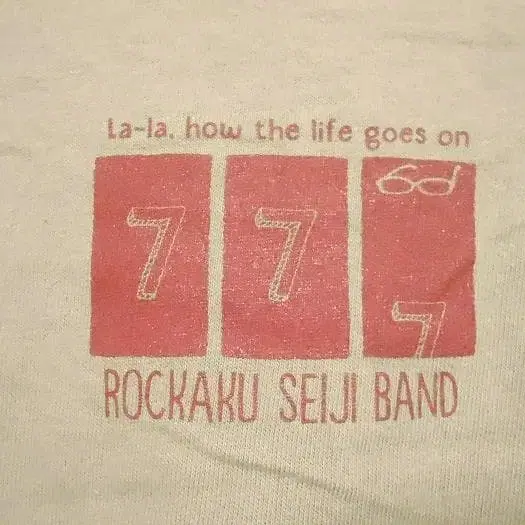 La-la, how the life goes on
7 7 7
ROCKAKU SEIJI BAND